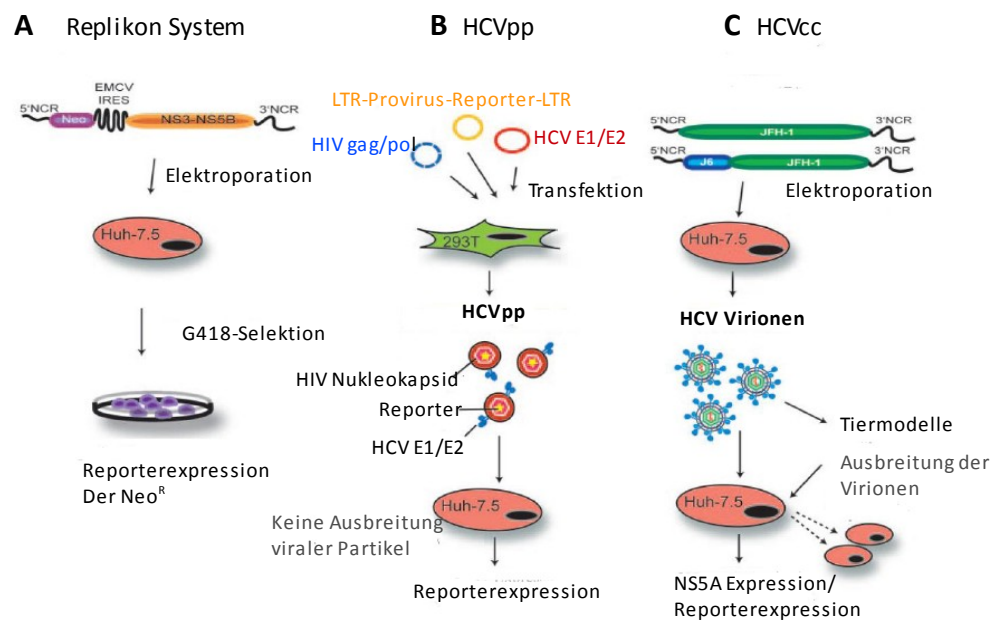 A Replikon System
EMCV
IRES
5'NCR
3'NCR
Neo
NS3-NS5B
Elektroporation
Huh-7.5
G418-Selektion
Reporterexpression
Der Neo^R
B HCVpp
LTR-Provirus-Reporter-LTR
HIV gag/pol
HCV E1/E2
Transfektion
293T
HCVpp
HIV Nukleokapsid
Reporter
HCV E1/E2
Huh-7.5
Keine Ausbreitung
viraler Partikel
Reporterexpression
C HCVcc
5'NCR
3'NCR
JFH-1
5'NCR
3'NCR
J6
JFH-1
Elektroporation
Huh-7.5
HCV Virionen
Tiermodelle
Ausbreitung der
Virionen
Huh-7.5
NS5A Expression/
Reporterexpression